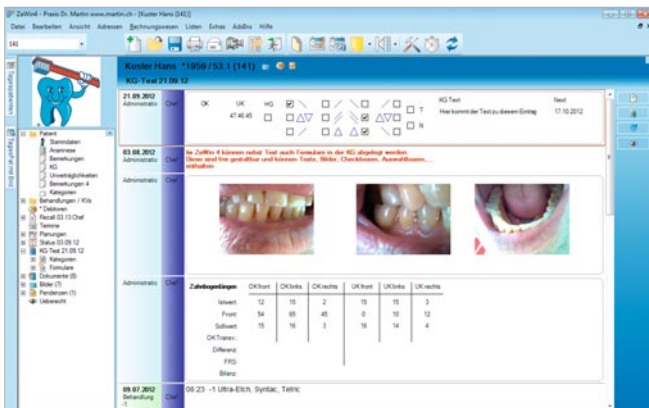 ZaWin4 - Praxis Dr. Martin www.martin.ch - [Kuster Hans (141)]
Datei Bearbeiten Ansicht Adressen Rechnungswesen Listen Extras AddIns Hilfe
141
Kuster Hans *1959 / 53.1 (141)
KG-Text 21.09.12
Tagespatienten
TagesPat mit Bild
Patient
Stammdaten
Anamnese
Bemerkungen
KG
Unverträglichkeiten
Bemerkungen 4
Kategorien
Behandlungen / KVs
* Debitoren
Recall 03.13 Chef
Termine
Planungen
Status 03.09.12
KG-Text 21.09.12
Kategorien
Formulare
Dokumente (8)
Bilder (7)
Pendenzen (1)
Uebersicht
21.09.2012
Administratio Chef
OK UK HG
47 46 45
? N
KG Text
Hier kommt der Text zu diesem Eintrag
Next
17.10.2012
03.08.2012
Administratio Chef
Im ZaWin 4 können nebst Text auch Formulare in der KG abgelegt werden.
Diese sind frei gestaltbar und können Texte, Bilder, Checkboxen, Auswahlboxen,...
enthalten
Administratio Chef
Administratio Chef
Zahnbogenlängen OK front OK links OK rechts UK front UK links UK rechts
Istwert: 12 15 2 15 15 3
Front: 54 65 45 0 10 12
Sollwert: 15 16 3 16 14 4
OK Transv.:
Differenz:
FRS:
Bilanz:
09.07.2012
Behandlung Chef
-1
08:23 -1 Ultra-Etch, Syntac, Tetric